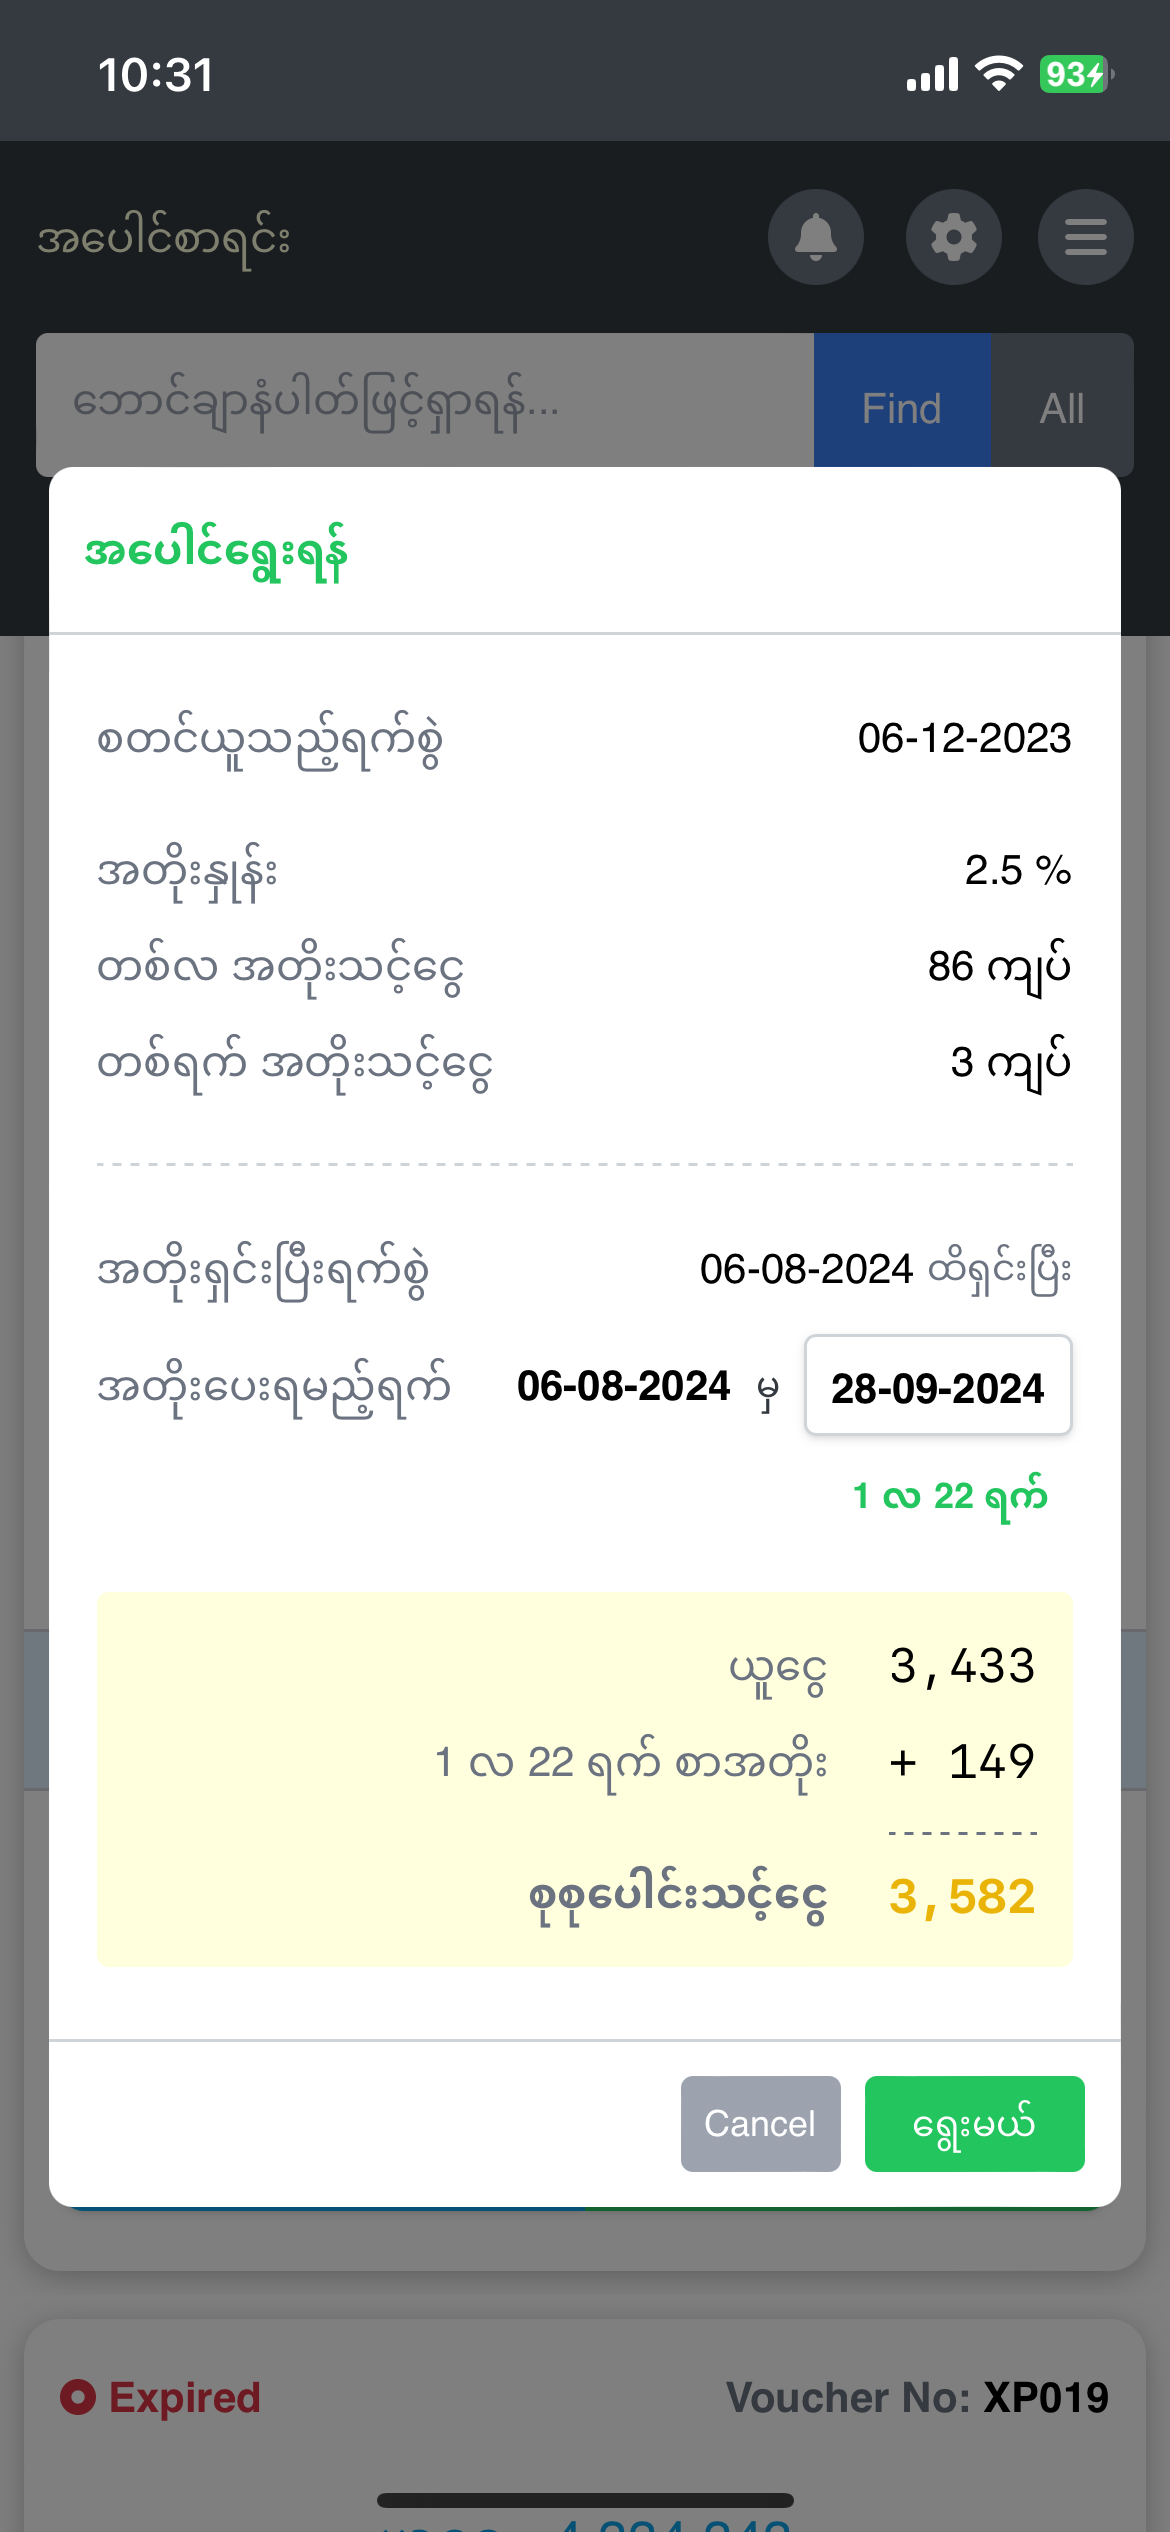 10:31
93
အပေါင်စာရင်း
ဘောင်ချာနံပါတ်ဖြင့်ရှာရန်...
Find
All
အပေါင်ရွေးရန်
စတင်ယူသည့်ရက်စွဲ 06-12-2023
အတိုးနှုန်း 2.5 %
တစ်လ အတိုးသင့်ငွေ 86 ကျပ်
တစ်ရက် အတိုးသင့်ငွေ 3 ကျပ်
အတိုးရှင်းပြီးရက်စွဲ 06-08-2024 ထိရှင်းပြီး
အတိုးပေးရမည့်ရက် 06-08-2024 မှ 28-09-2024
1 လ 22 ရက်
ယူငွေ 3,433
1 လ 22 ရက် စာအတိုး + 149
စုစုပေါင်းသင့်ငွေ 3,582
Cancel
ရွေးမယ်
Expired
Voucher No: XP019